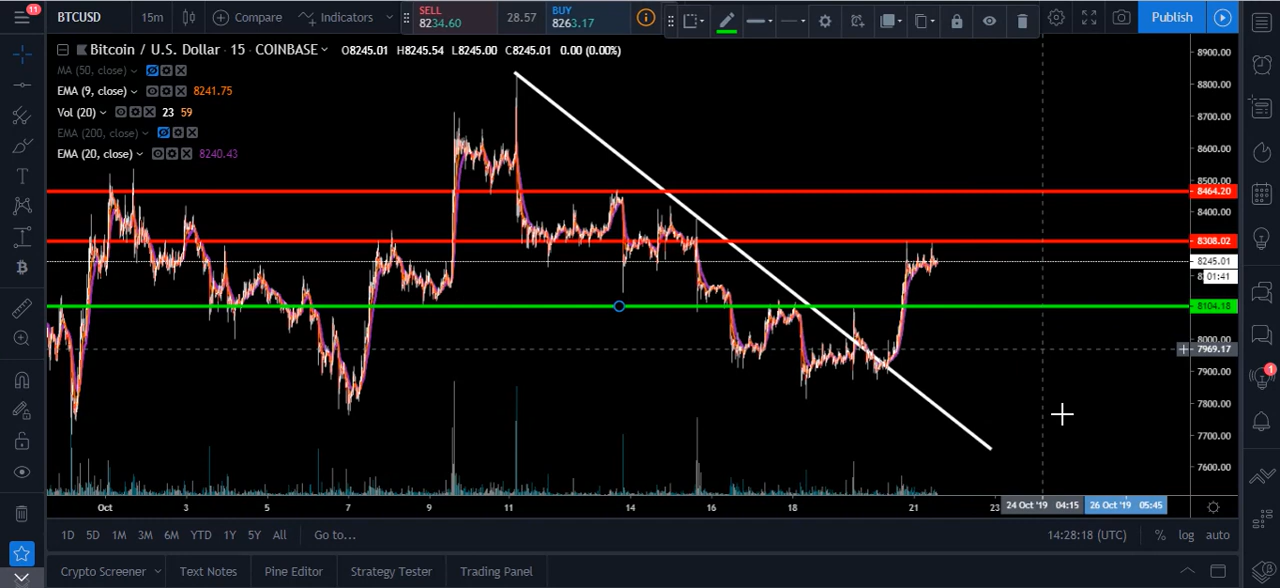 11
BTCUSD
15m
Compare
Indicators
SELL
8234.60
28.57
BUY
8263.17
Publish
Bitcoin / U.S. Dollar · 15 · COINBASE
O8245.01 H8245.54 L8245.00 C8245.01 0.00 (0.00%)
MA (50, close)
EMA (9, close) 8241.75
Vol (20) 23 59
EMA (200, close)
EMA (20, close) 8240.43
8900.00
8800.00
8700.00
8600.00
8500.00
8464.20
8400.00
8308.02
8245.01
01:41
8104.18
8000.00
7969.17
7900.00
7800.00
7700.00
7600.00
1
Oct 3 5 7 9 11 14 16 18 21 23
24 Oct '19 04:15
26 Oct '19 05:45
1D 5D 1M 3M 6M YTD 1Y 5Y All Go to...
14:28:18 (UTC) % log auto
Crypto Screener Text Notes Pine Editor Strategy Tester Trading Panel